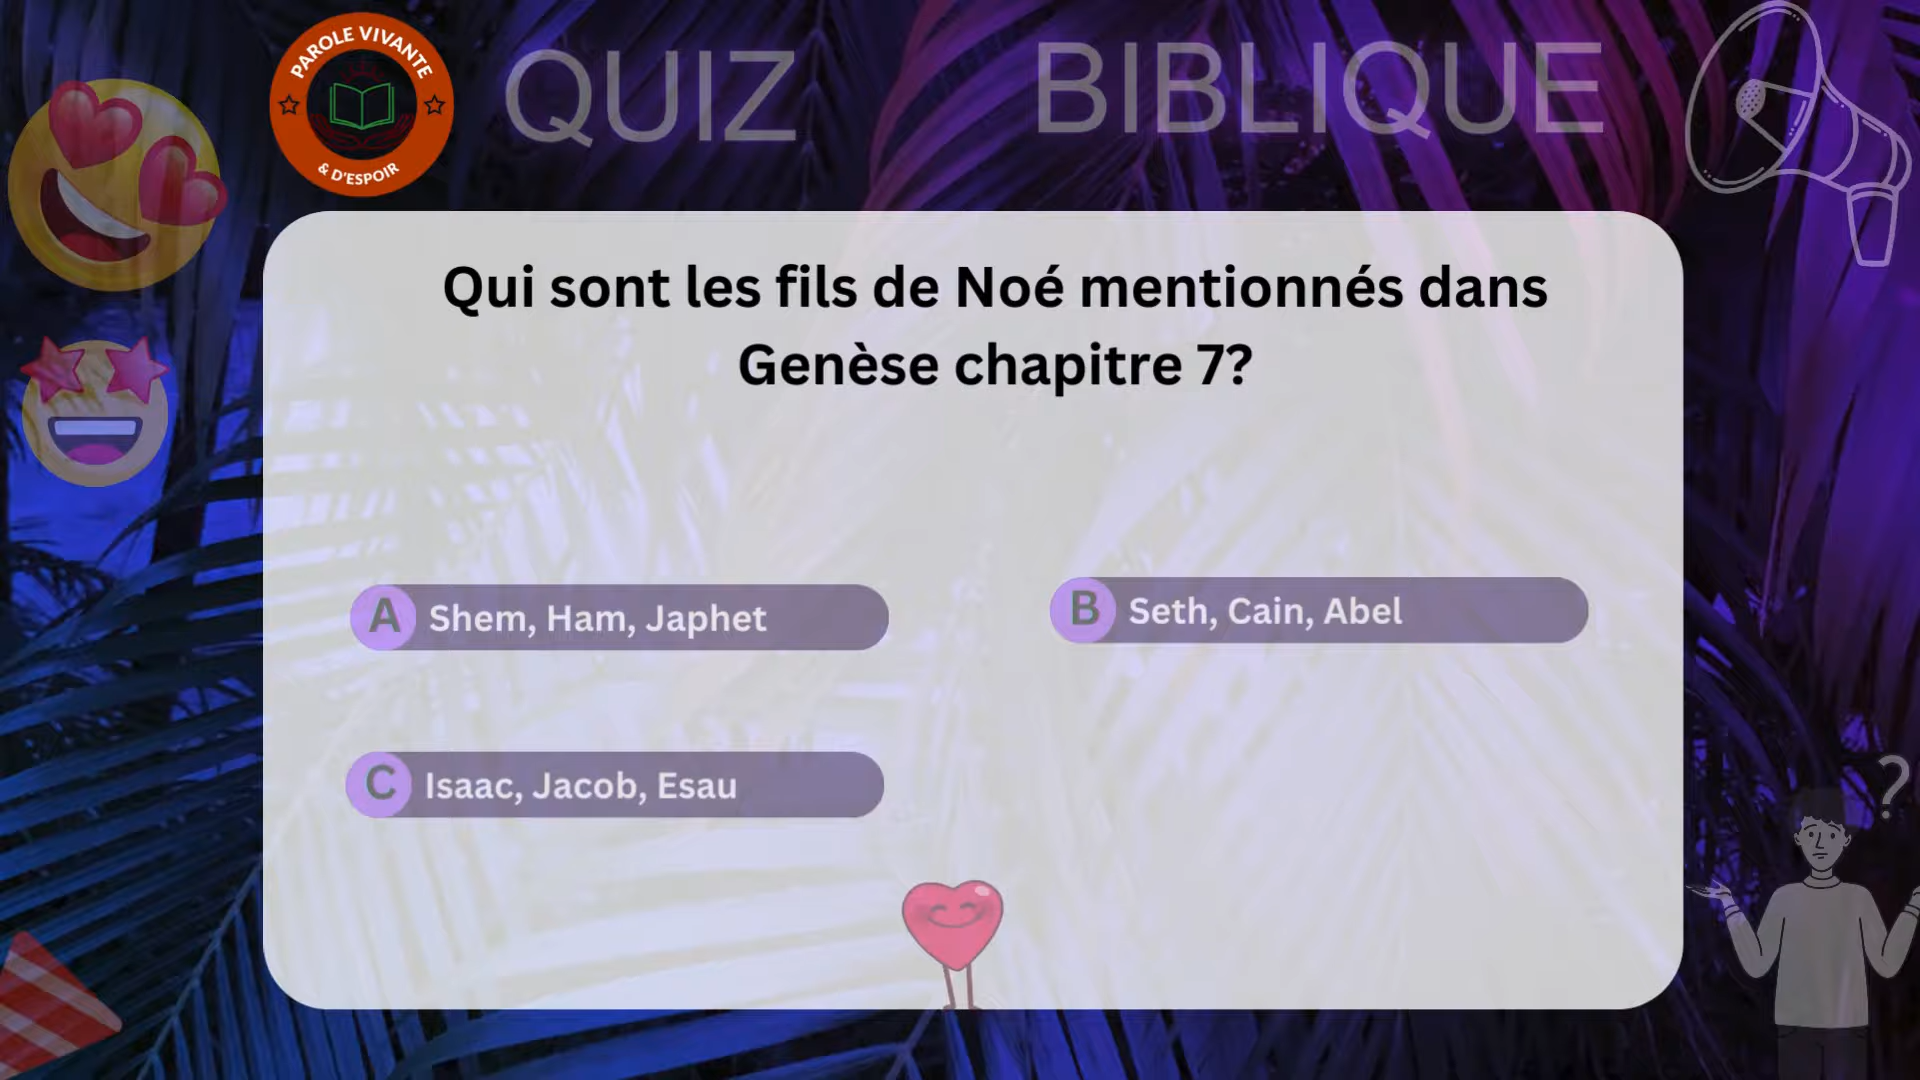 PAROLE VIVANTE
& D'ESPOIR
QUIZ BIBLIQUE
Qui sont les fils de Noé mentionnés dans
Genèse chapitre 7?
A Shem, Ham, Japhet
B Seth, Cain, Abel
C Isaac, Jacob, Esau
?